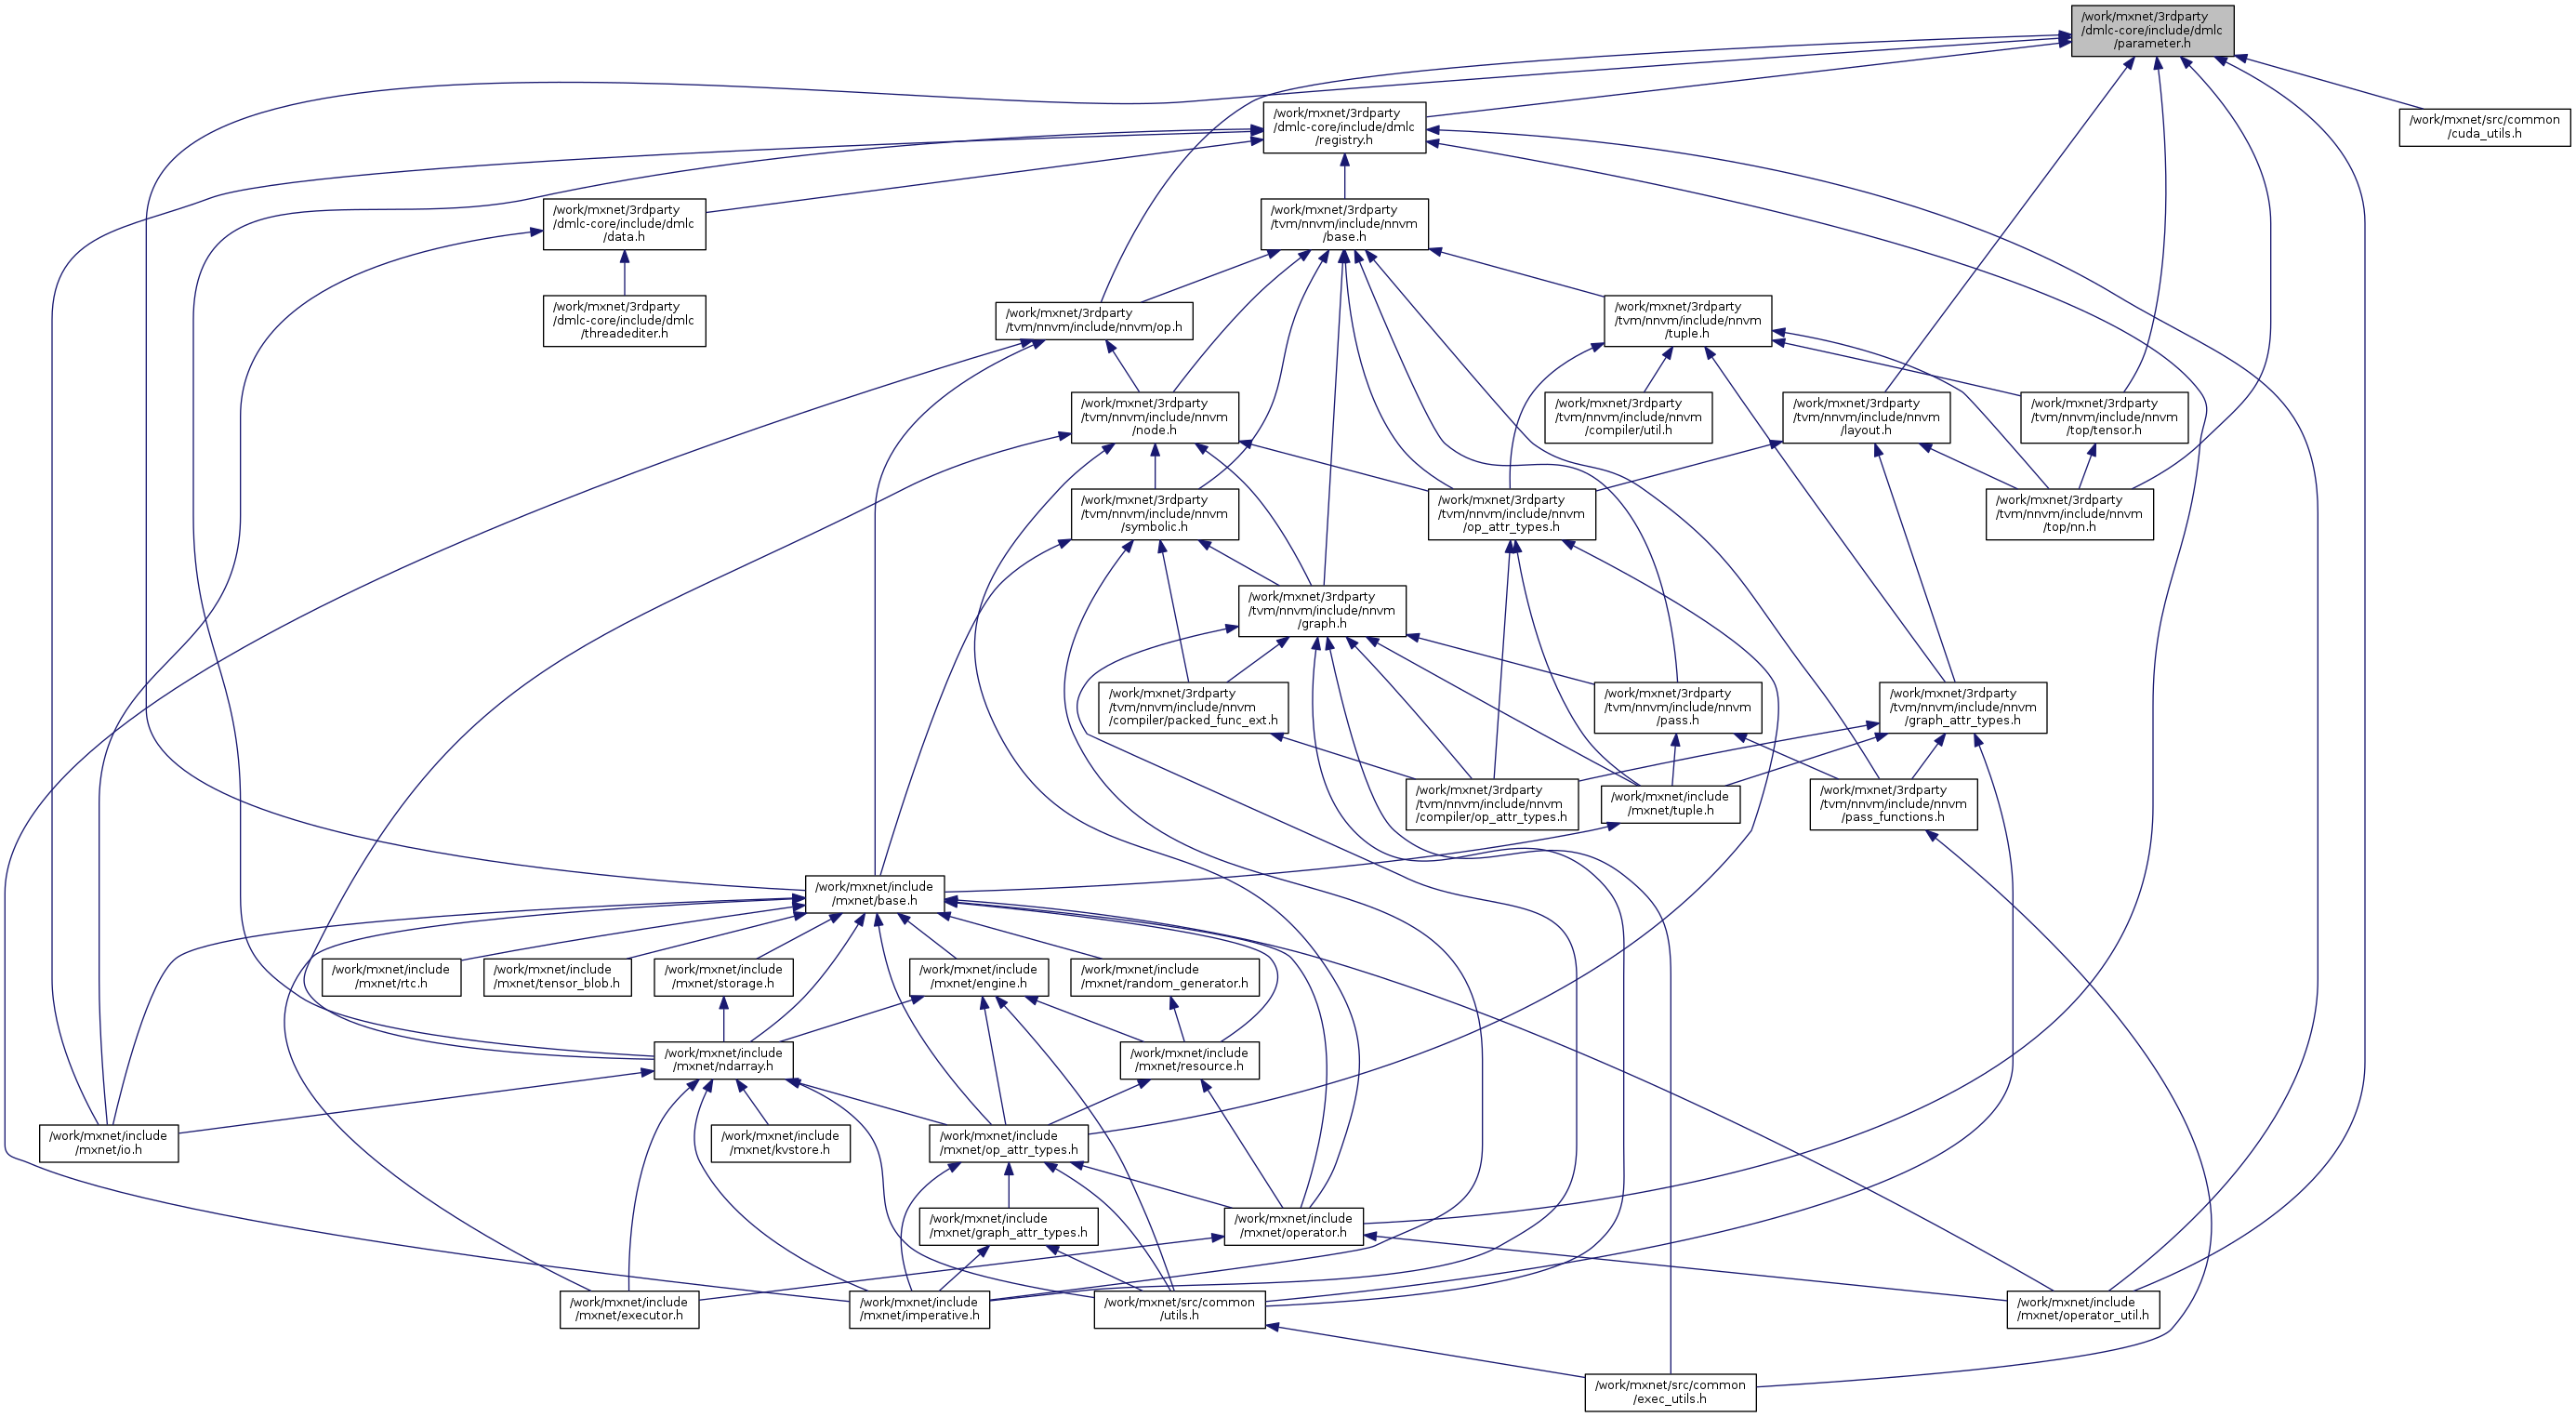 /work/mxnet/3rdparty
/dmlc-core/include/dmlc
/parameter.h
/work/mxnet/3rdparty
/dmlc-core/include/dmlc
/registry.h
/work/mxnet/src/common
/cuda_utils.h
/work/mxnet/3rdparty
/dmlc-core/include/dmlc
/data.h
/work/mxnet/3rdparty
/tvm/nnvm/include/nnvm
/base.h
/work/mxnet/3rdparty
/dmlc-core/include/dmlc
/threadediter.h
/work/mxnet/3rdparty
/tvm/nnvm/include/nnvm/op.h
/work/mxnet/3rdparty
/tvm/nnvm/include/nnvm
/tuple.h
/work/mxnet/3rdparty
/tvm/nnvm/include/nnvm
/node.h
/work/mxnet/3rdparty
/tvm/nnvm/include/nnvm
/compiler/util.h
/work/mxnet/3rdparty
/tvm/nnvm/include/nnvm
/layout.h
/work/mxnet/3rdparty
/tvm/nnvm/include/nnvm
/top/tensor.h
/work/mxnet/3rdparty
/tvm/nnvm/include/nnvm
/symbolic.h
/work/mxnet/3rdparty
/tvm/nnvm/include/nnvm
/op_attr_types.h
/work/mxnet/3rdparty
/tvm/nnvm/include/nnvm
/top/nn.h
/work/mxnet/3rdparty
/tvm/nnvm/include/nnvm
/graph.h
/work/mxnet/3rdparty
/tvm/nnvm/include/nnvm
/compiler/packed_func_ext.h
/work/mxnet/3rdparty
/tvm/nnvm/include/nnvm
/pass.h
/work/mxnet/3rdparty
/tvm/nnvm/include/nnvm
/graph_attr_types.h
/work/mxnet/3rdparty
/tvm/nnvm/include/nnvm
/compiler/op_attr_types.h
/work/mxnet/include
/mxnet/tuple.h
/work/mxnet/3rdparty
/tvm/nnvm/include/nnvm
/pass_functions.h
/work/mxnet/include
/mxnet/base.h
/work/mxnet/include
/mxnet/rtc.h
/work/mxnet/include
/mxnet/tensor_blob.h
/work/mxnet/include
/mxnet/storage.h
/work/mxnet/include
/mxnet/engine.h
/work/mxnet/include
/mxnet/random_generator.h
/work/mxnet/include
/mxnet/ndarray.h
/work/mxnet/include
/mxnet/resource.h
/work/mxnet/include
/mxnet/io.h
/work/mxnet/include
/mxnet/kvstore.h
/work/mxnet/include
/mxnet/op_attr_types.h
/work/mxnet/include
/mxnet/graph_attr_types.h
/work/mxnet/include
/mxnet/operator.h
/work/mxnet/include
/mxnet/executor.h
/work/mxnet/include
/mxnet/imperative.h
/work/mxnet/src/common
/utils.h
/work/mxnet/include
/mxnet/operator_util.h
/work/mxnet/src/common
/exec_utils.h